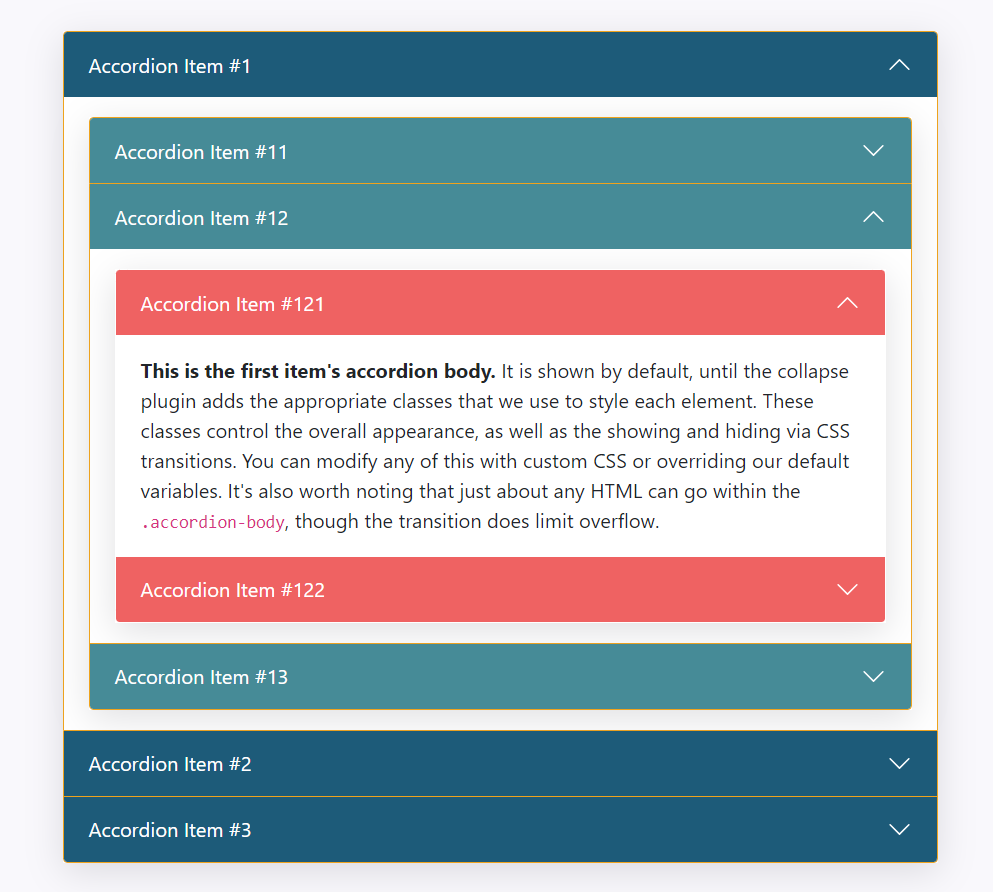 Accordion Item #1
Accordion Item #11
Accordion Item #12
Accordion Item #121
This is the first item's accordion body. It is shown by default, until the collapse
plugin adds the appropriate classes that we use to style each element. These
classes control the overall appearance, as well as the showing and hiding via CSS
transitions. You can modify any of this with custom CSS or overriding our default
variables. It's also worth noting that just about any HTML can go within the
.accordion-body, though the transition does limit overflow.
Accordion Item #122
Accordion Item #13
Accordion Item #2
Accordion Item #3